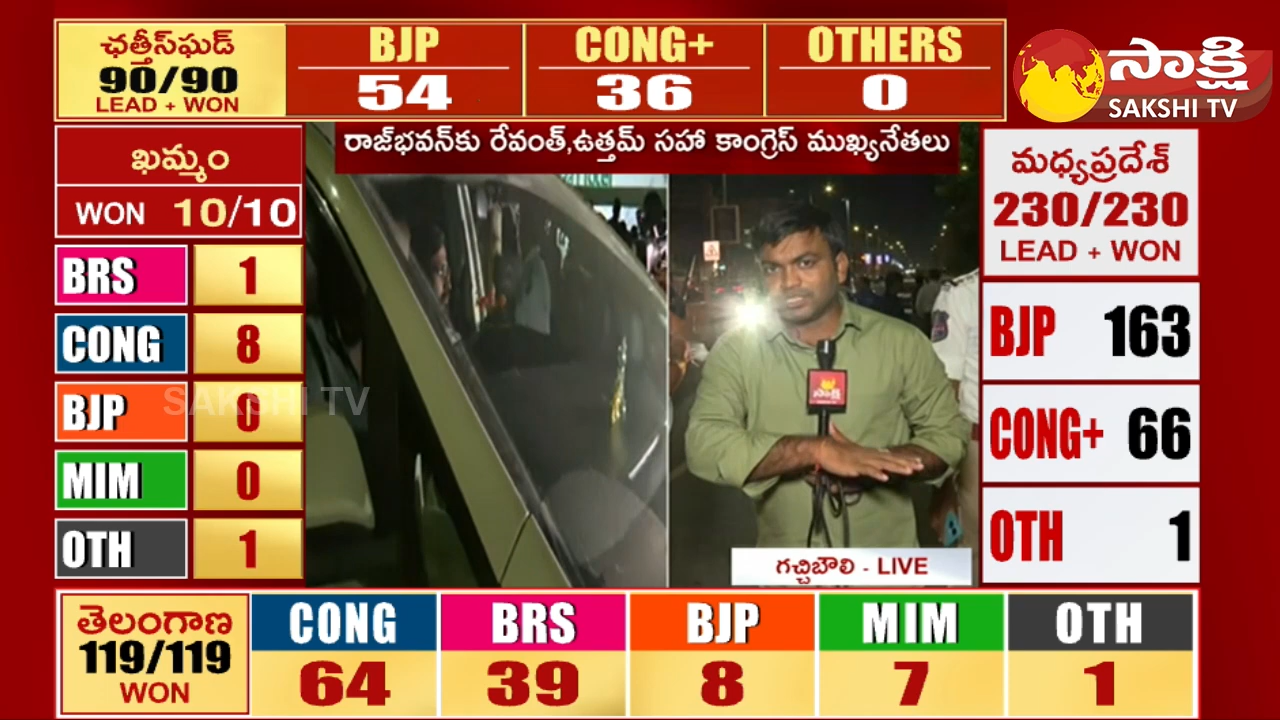 ఛత్తీస్‌ఘడ్
90/90
LEAD + WON
BJP
54
CONG+
36
OTHERS
0
సాక్షి
SAKSHI TV
రాజ్‌భవన్‌కు రేవంత్,ఉత్తమ్ సహా కాంగ్రెస్ ముఖ్యనేతలు
ఖమ్మం
WON 10/10
BRS 1
CONG 8
BJP 0
MIM 0
OTH 1
SAKSHI TV
మధ్యప్రదేశ్
230/230
LEAD + WON
BJP 163
CONG+ 66
OTH 1
సాక్షి
గచ్చిబౌలి - LIVE
తెలంగాణ
119/119
WON
CONG
64
BRS
39
BJP
8
MIM
7
OTH
1